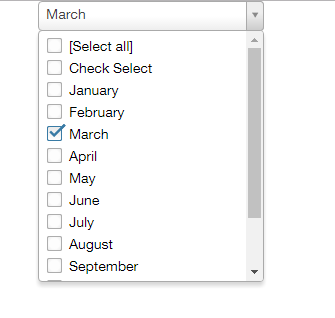 March
[Select all]
Check Select
January
February
March
April
May
June
July
August
September